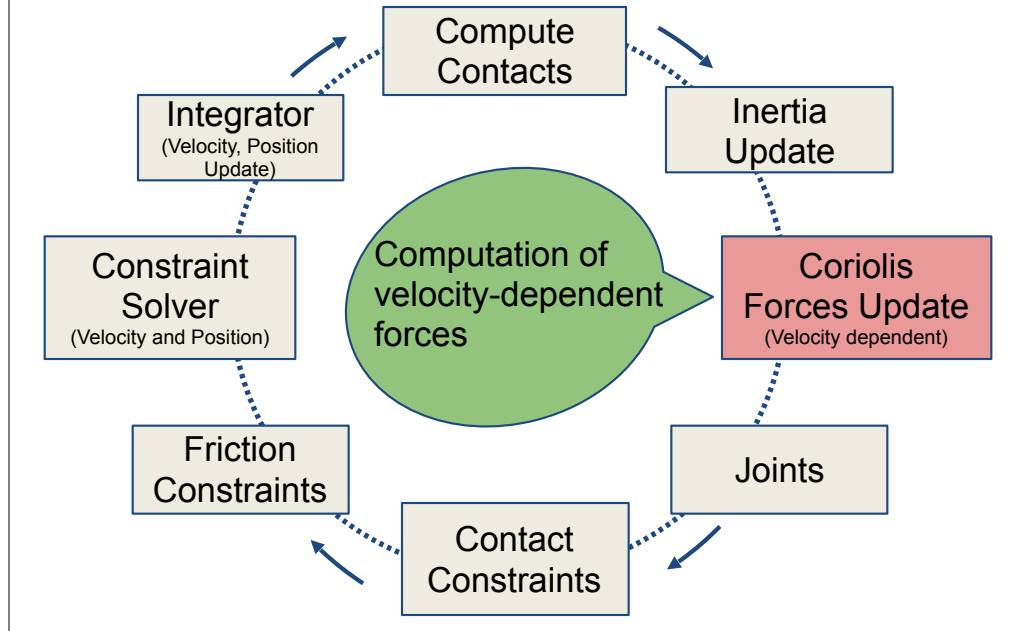 Compute
Contacts
Inertia
Update
Coriolis
Forces Update
(Velocity dependent)
Joints
Contact
Constraints
Friction
Constraints
Constraint
Solver
(Velocity and Position)
Integrator
(Velocity, Position
Update)
Computation of
velocity-dependent
forces